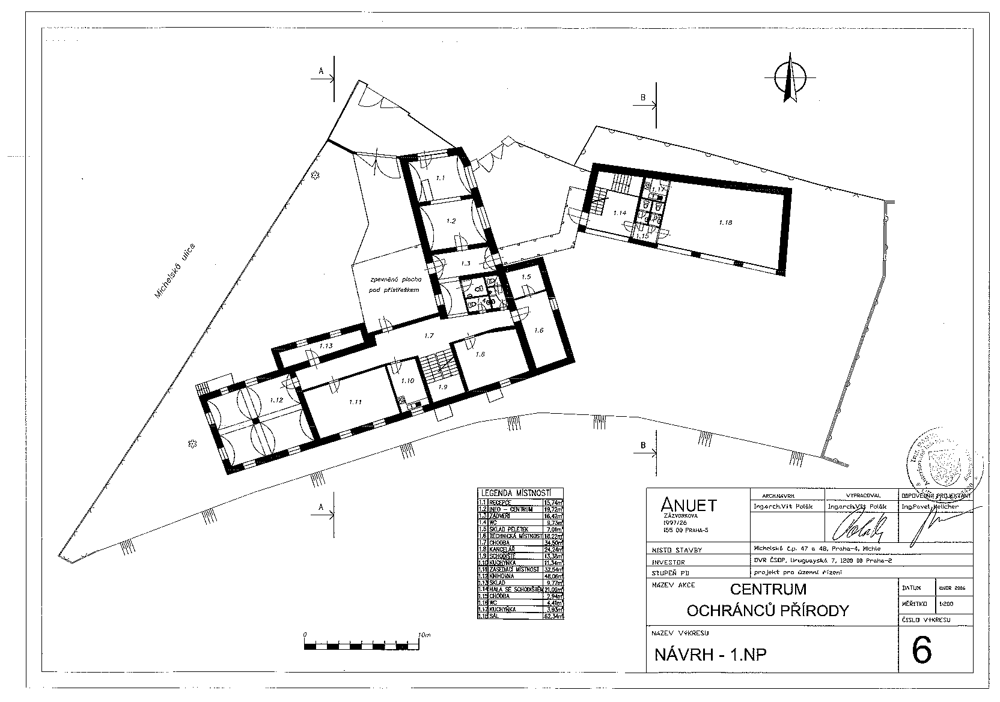 A
B
1.1
1.2
1.3
1.4
1.5
1.6
1.7
1.8
1.9
1.10
1.11
1.12
1.13
1.14
1.15
1.17
1.18
Michelská ulice
zpevněná plocha
pod přístřeškem
B
A
LEGENDA MÍSTNOSTÍ
1.1 RECEPCE 15,74m²
1.2 INFO - CENTRUM 19,72m²
1.3 ZÁDVEŘÍ 16,42m²
1.4 WC 9,73m²
1.5 SKLAD PELETEK 7,01m²
1.6 TECHNICKÁ MÍSTNOST 18,22m²
1.7 CHODBA 34,50m²
1.8 KANCELÁŘ 24,24m²
1.9 SCHODIŠTĚ 13,38m²
1.10 KUCHYŇKA 11,34m²
1.11 ZASEDACÍ MÍSTNOST 32,54m²
1.12 KNIHOVNA 48,06m²
1.13 SKLAD 9,77m²
1.14 HALA SE SCHODIŠTĚM 21,09m²
1.15 CHODBA 2,94m²
1.16 WC 4,41m²
1.17 KUCHYŇKA 3,93m²
1.18 SÁL 62,34m²
0 10m
ANUET
ZÁZVORKOVA
1997/26
155 00 PRAHA-5
ARCH.NÁVRH
VYPRACOVAL
ODPOVĚDNÝ PROJEKTANT
Ing.arch.Vít Polák
Ing.arch.Vít Polák
Ing.Pavel Melicher
MÍSTO STAVBY
Michelská č.p. 47 a 48, Praha-4, Michle
INVESTOR
OVR ČSOP, Uruguayská 7, 1200 00 Praha-2
STUPEŇ PD
projekt pro územní řízení
NÁZEV AKCE
CENTRUM
OCHRÁNCŮ PŘÍRODY
DATUM
ÚNOR 2006
MĚŘÍTKO
1:200
ČÍSLO VÝKRESU
6
NÁZEV VÝKRESU
NÁVRH - 1.NP